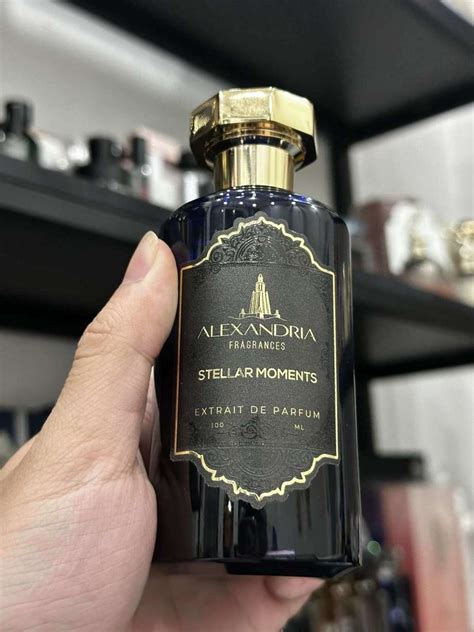 ALEXANDRIA
FRAGRANCES
STELLAR MOMENTS
EXTRAIT DE PARFUM
100 ML